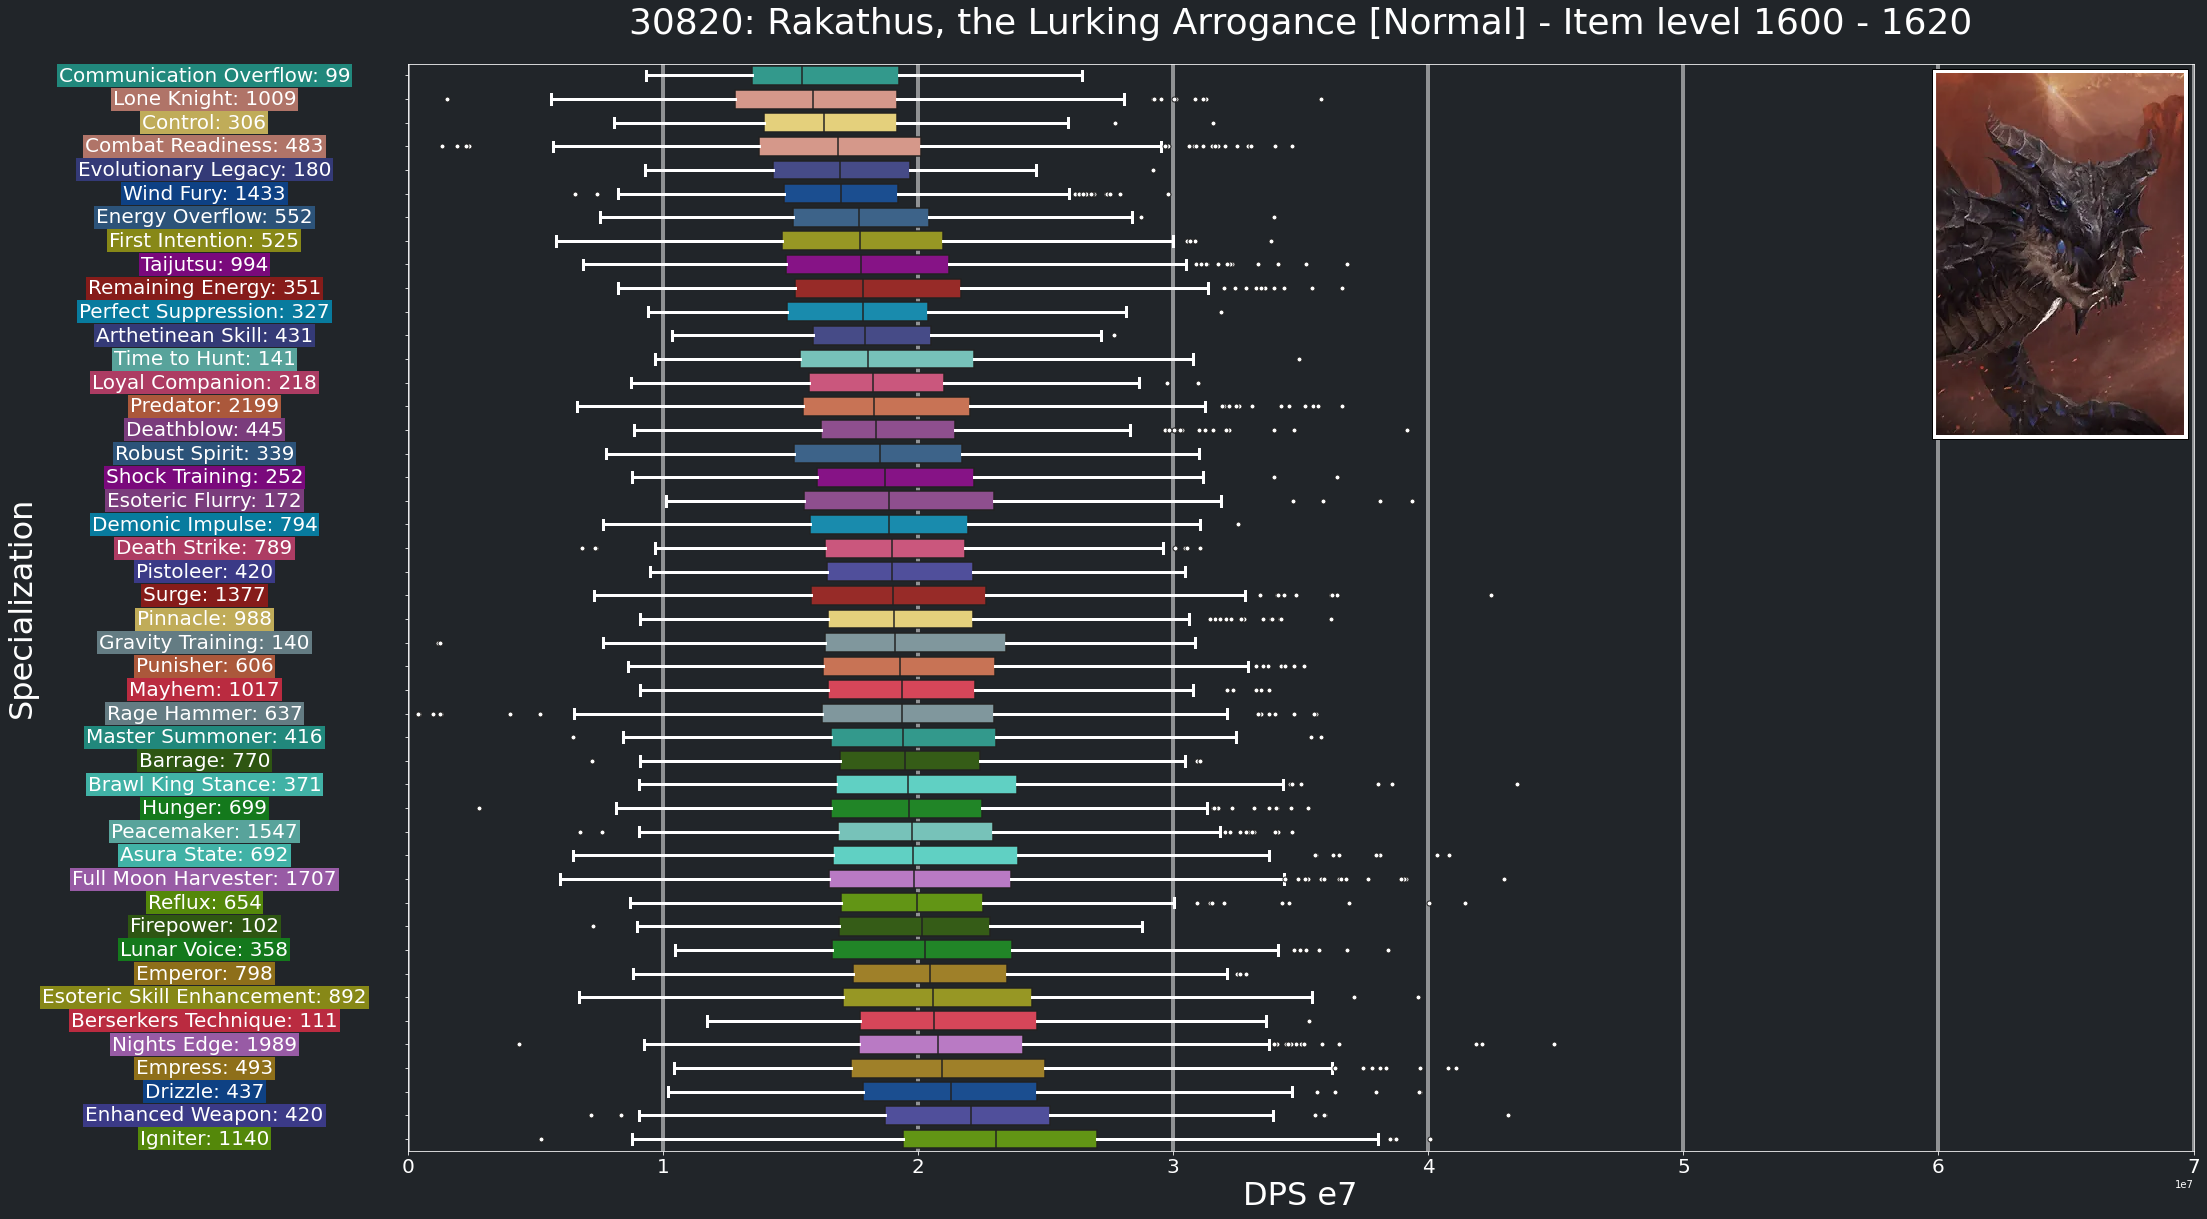 30820: Rakathus, the Lurking Arrogance [Normal] - Item level 1600 - 1620
Specialization
Communication Overflow: 99
Lone Knight: 1009
Control: 306
Combat Readiness: 483
Evolutionary Legacy: 180
Wind Fury: 1433
Energy Overflow: 552
First Intention: 525
Taijutsu: 994
Remaining Energy: 351
Perfect Suppression: 327
Arthetinean Skill: 431
Time to Hunt: 141
Loyal Companion: 218
Predator: 2199
Deathblow: 445
Robust Spirit: 339
Shock Training: 252
Esoteric Flurry: 172
Demonic Impulse: 794
Death Strike: 789
Pistoleer: 420
Surge: 1377
Pinnacle: 988
Gravity Training: 140
Punisher: 606
Mayhem: 1017
Rage Hammer: 637
Master Summoner: 416
Barrage: 770
Brawl King Stance: 371
Hunger: 699
Peacemaker: 1547
Asura State: 692
Full Moon Harvester: 1707
Reflux: 654
Firepower: 102
Lunar Voice: 358
Emperor: 798
Esoteric Skill Enhancement: 892
Berserkers Technique: 111
Nights Edge: 1989
Empress: 493
Drizzle: 437
Enhanced Weapon: 420
Igniter: 1140
0 1 2 3 4 5 6 7
1e7
DPS e7